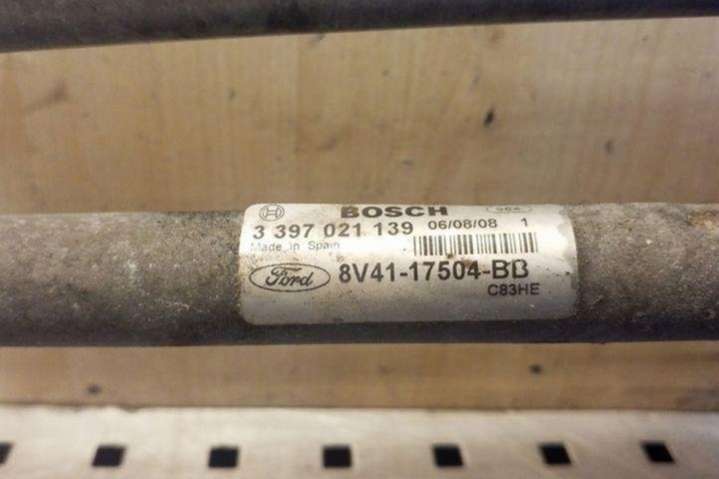 BOSCH
3 397 021 139 06/08/08 1
Made in Spain
Ford 8V41-17504-BB
C83HE